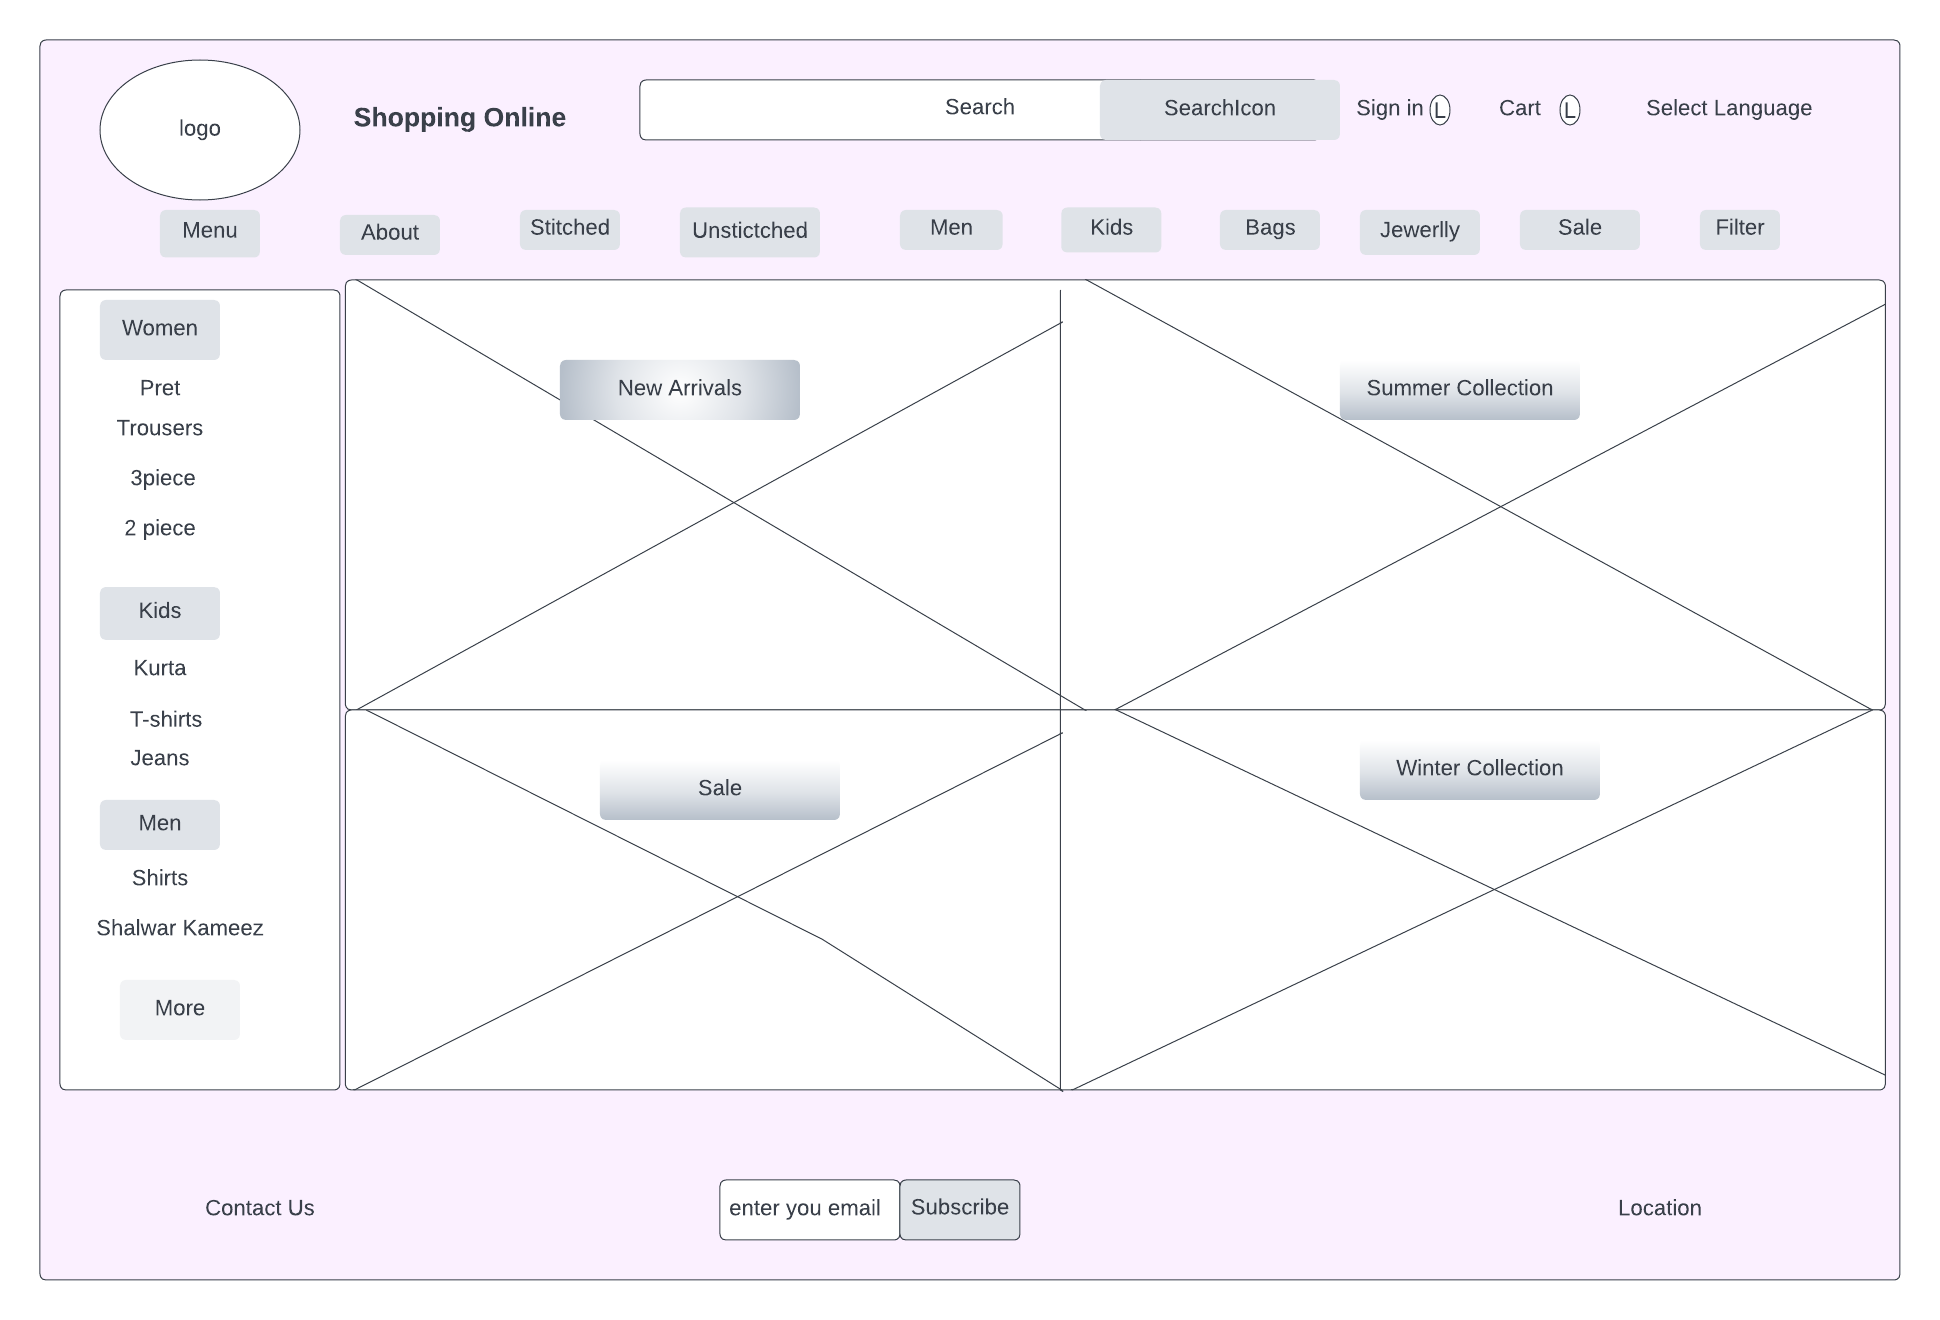 logo
Shopping Online
Search
SearchIcon
Sign in
L
Cart
L
Select Language
Menu
About
Stitched
Unstictched
Men
Kids
Bags
Jewerlly
Sale
Filter
Women
Pret
Trousers
3piece
2 piece
Kids
Kurta
T-shirts
Jeans
Men
Shirts
Shalwar Kameez
More
New Arrivals
Summer Collection
Sale
Winter Collection
Contact Us
enter you email
Subscribe
Location